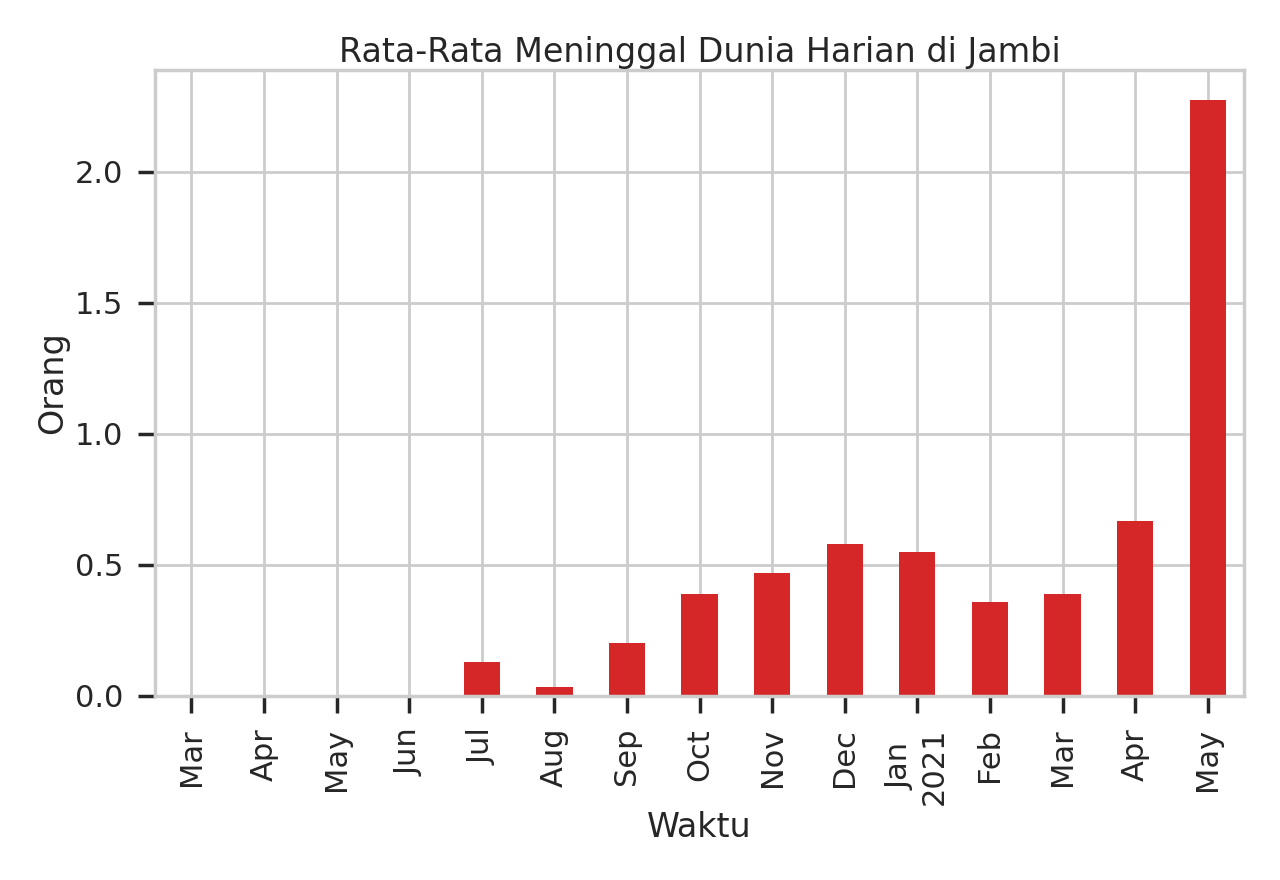 Rata-Rata Meninggal Dunia Harian di Jambi
Orang
2.0
1.5
1.0
0.5
0.0
Mar
Apr
May
Jun
Jul
Aug
Sep
Oct
Nov
Dec
Jan
2021
Feb
Mar
Apr
May
Waktu